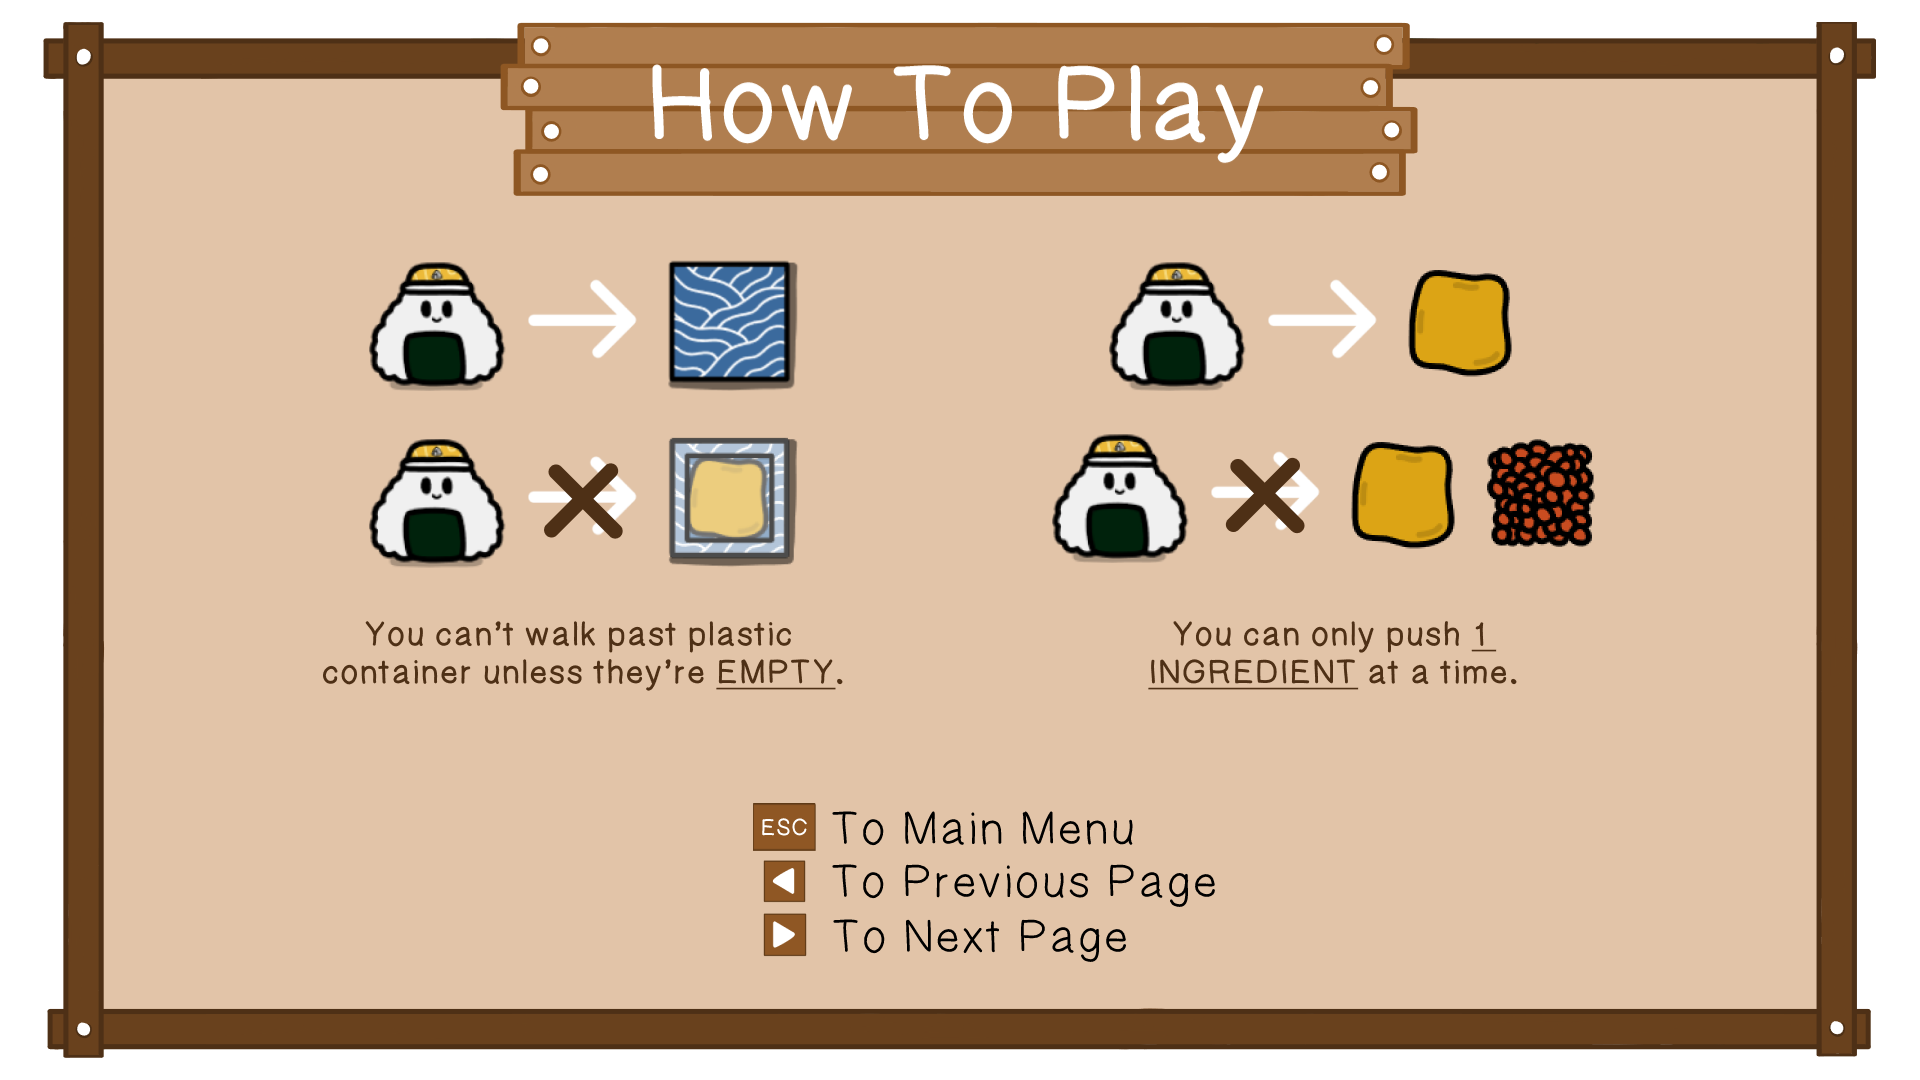 How To Play
You can't walk past plastic
container unless they're EMPTY.
You can only push 1
INGREDIENT at a time.
ESC To Main Menu
To Previous Page
To Next Page